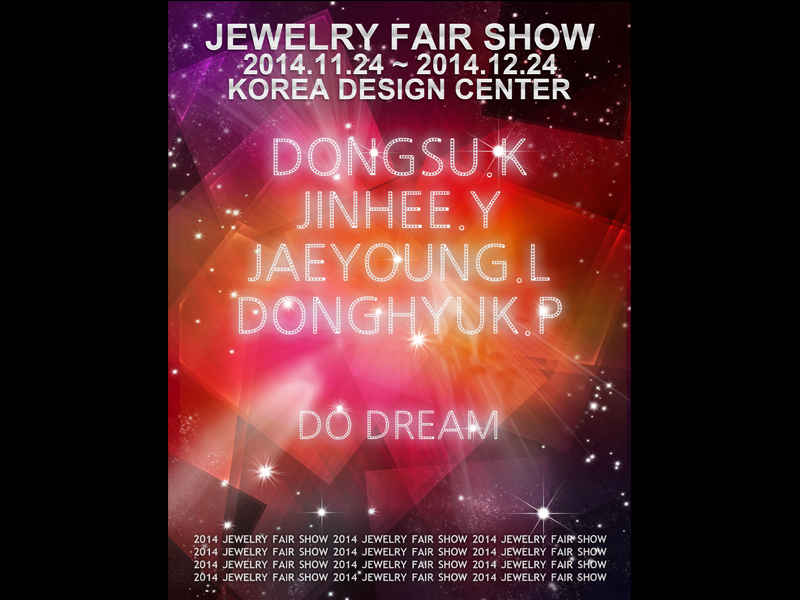 JEWELRY FAIR SHOW
2014.11.24 ~ 2014.12.24
KOREA DESIGN CENTER
DONGSU.K
JINHEE.Y
JAEYOUNG.L
DONGHYUK.P
DO DREAM
2014 JEWELRY FAIR SHOW 2014 JEWELRY FAIR SHOW 2014 JEWELRY FAIR SHOW
2014 JEWELRY FAIR SHOW 2014 JEWELRY FAIR SHOW 2014 JEWELRY FAIR SHOW
2014 JEWELRY FAIR SHOW 2014 JEWELRY FAIR SHOW 2014 JEWELRY FAIR SHOW
2014 JEWELRY FAIR SHOW 2014 JEWELRY FAIR SHOW 2014 JEWELRY FAIR SHOW